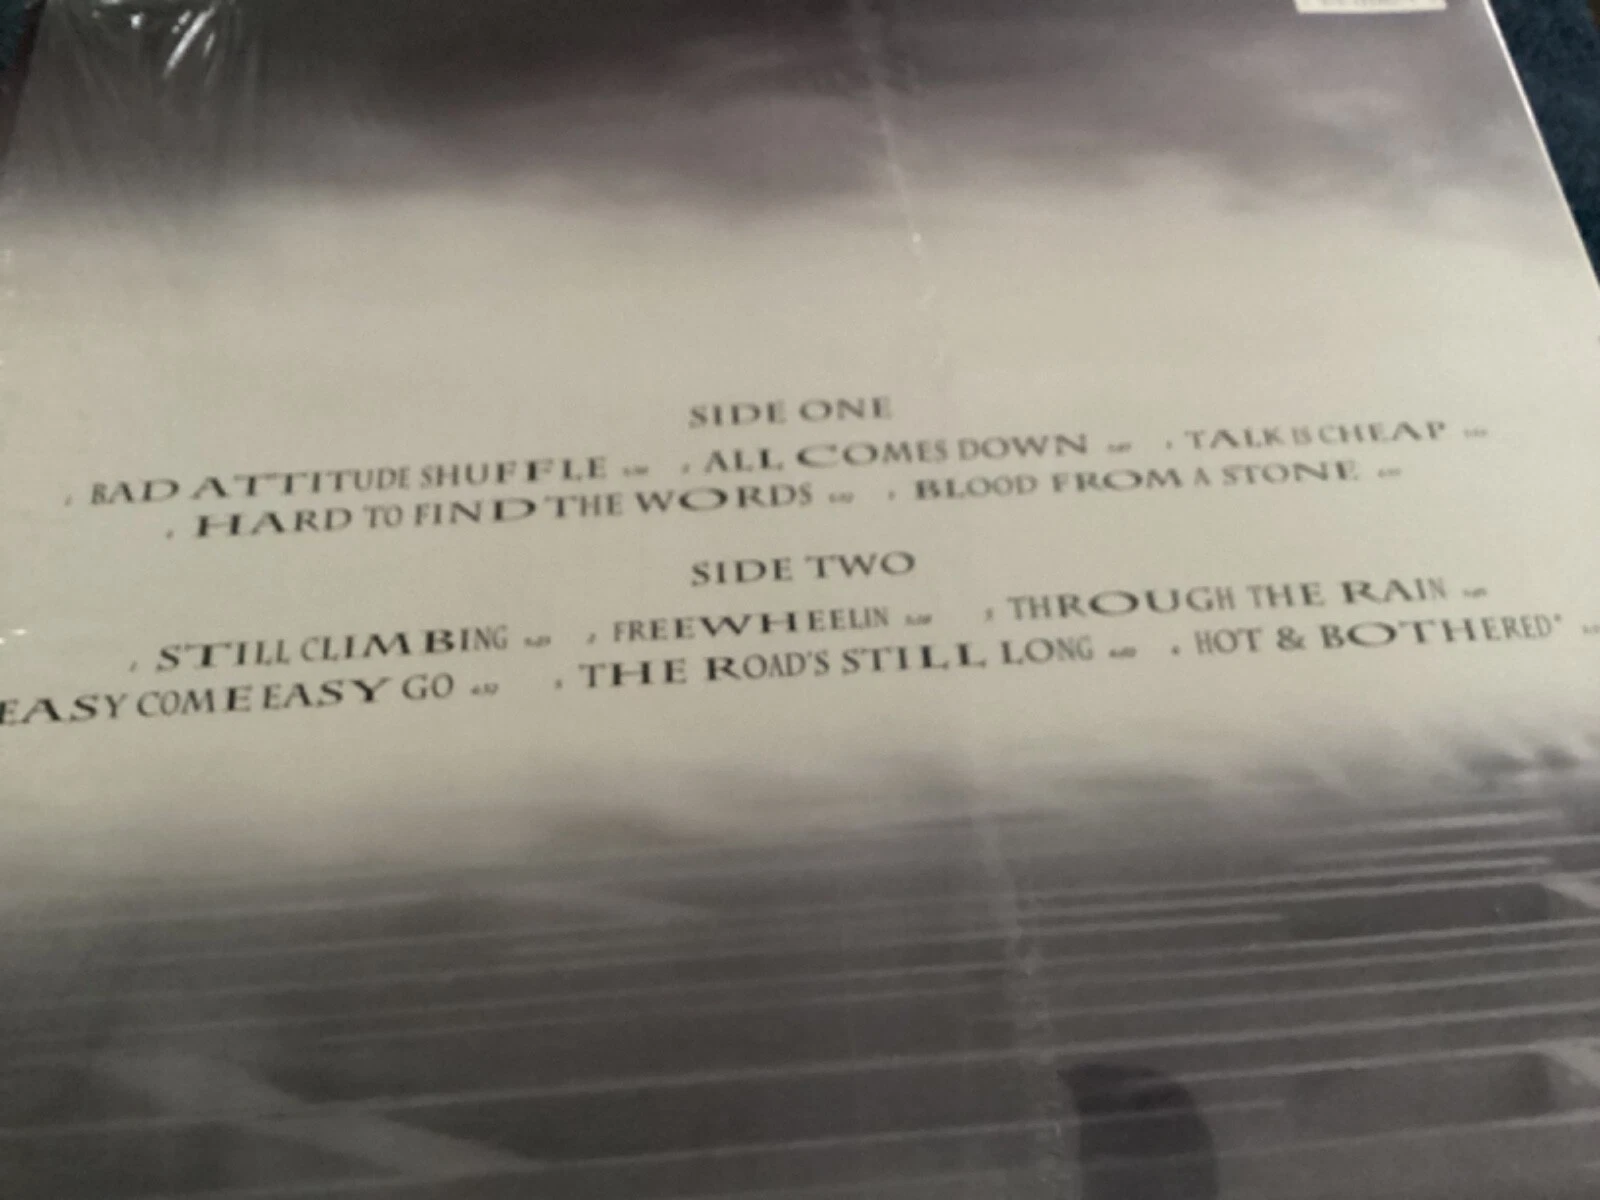 SIDE ONE
BAD ATTITUDE SHUFFLE ALL COMES DOWN TALK IS CHEAP
HARD TO FIND THE WORDS BLOOD FROM A STONE
SIDE TWO
STILL CLIMBING FREEWHEELIN THROUGH THE RAIN
EASY COME EASY GO THE ROAD'S STILL LONG HOT & BOTHERED*